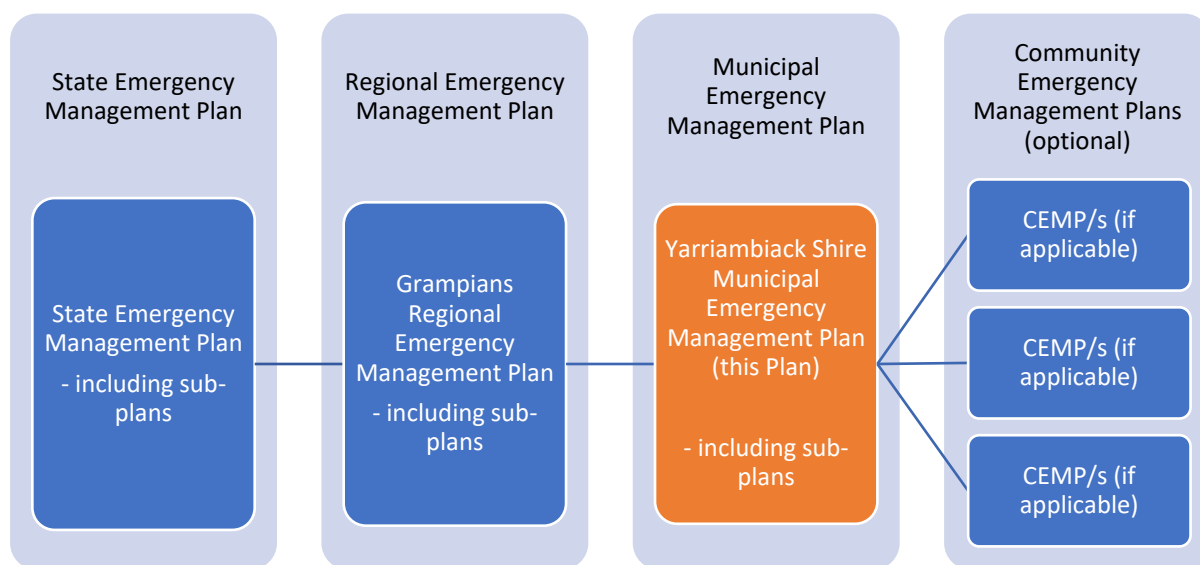 State Emergency
Management Plan
State Emergency
Management Plan
- including sub-
plans
Regional Emergency
Management Plan
Grampians
Regional
Emergency
Management Plan
- including sub-
plans
Municipal
Emergency
Management Plan
Yarriambiack Shire
Municipal
Emergency
Management Plan
(this Plan)
- including sub-
plans
Community
Emergency
Management Plans
(optional)
CEMP/s (if
applicable)
CEMP/s (if
applicable)
CEMP/s (if
applicable)